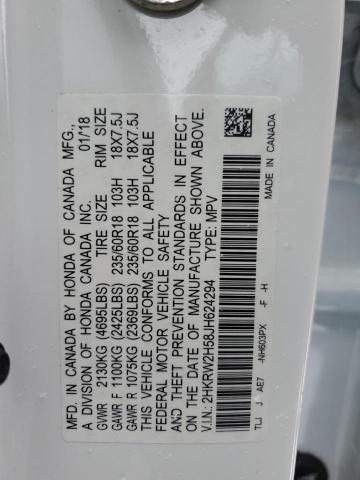 MFD. IN CANADA BY HONDA OF CANADA MFG.,
A DIVISION OF HONDA CANADA INC. 01/18
GVWR 2130KG (4695LBS) TIRE SIZE RIM SIZE
GAWR F 1100KG (2425LBS) 235/60R18 103H 18X7.5J
GAWR R 1075KG (2369LBS) 235/60R18 103H 18X7.5J
THIS VEHICLE CONFORMS TO ALL APPLICABLE
FEDERAL MOTOR VEHICLE SAFETY
AND THEFT PREVENTION STANDARDS IN EFFECT
ON THE DATE OF MANUFACTURE SHOWN ABOVE.
V.I.N.: 2HKRW2H58JH624294 TYPE: MPV
TLJ J AE7 -NH603PX -F -H MADE IN CANADA